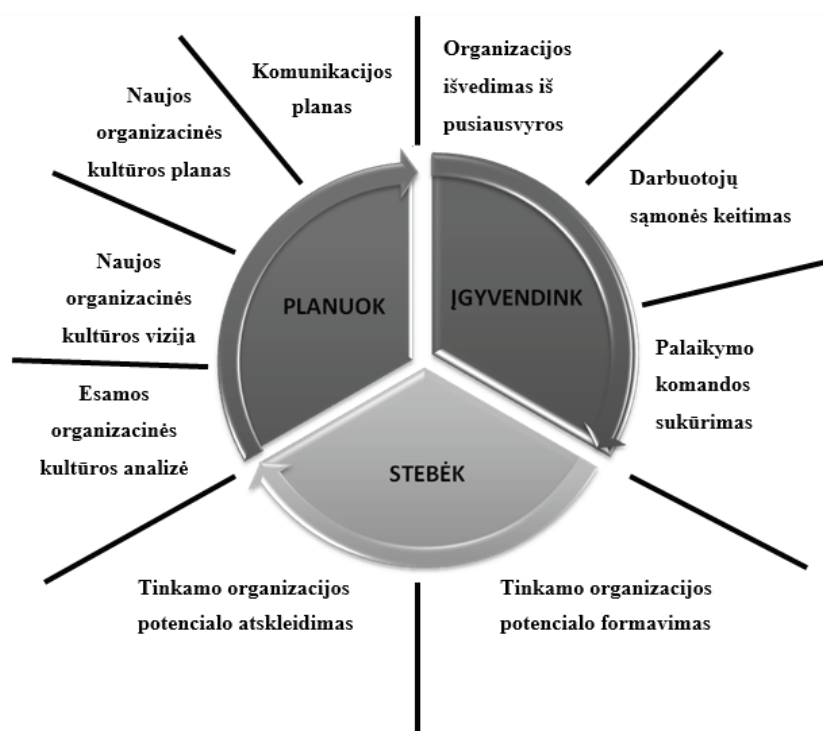 Komunikacijos
planas
Organizacijos
išvedimas iš
pusiausvyros
Naujos
organizacinės
kultūros planas
Darbuotojų
sąmonės keitimas
Naujos
organizacinės
kultūros vizija
PLANUOK
ĮGYVENDINK
Palaikymo
komandos
sukūrimas
Esamos
organizacinės
kultūros analizė
STEBĖK
Tinkamo organizacijos
potencialo atskleidimas
Tinkamo organizacijos
potencialo formavimas